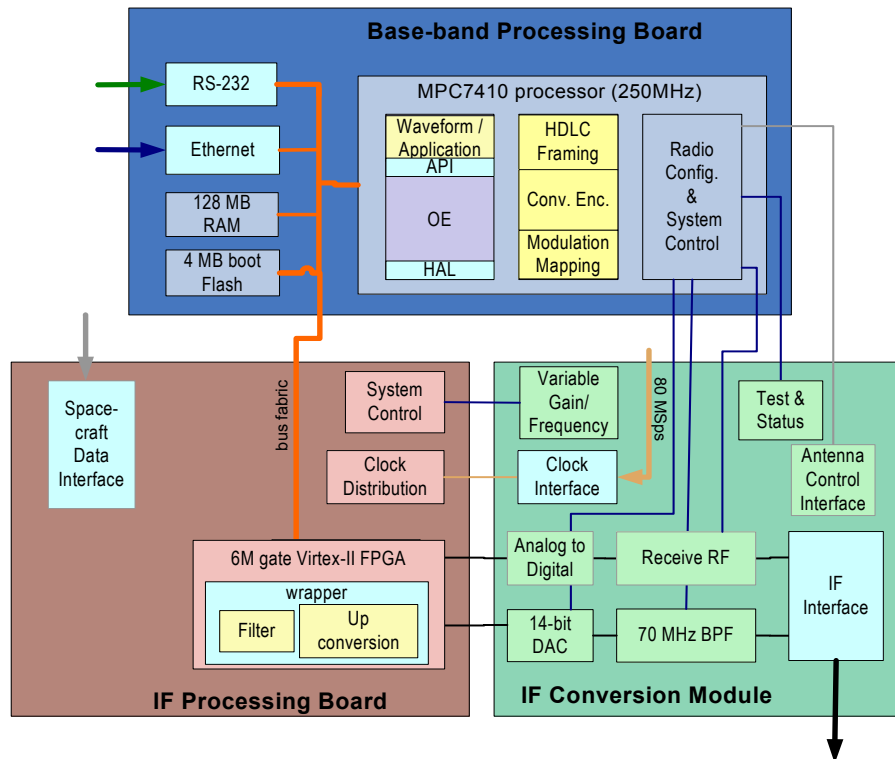 Base-band Processing Board
RS-232
Ethernet
128 MB
RAM
4 MB boot
Flash
MPC7410 processor (250MHz)
Waveform /
Application
API
OE
HAL
HDLC
Framing
Conv. Enc.
Modulation
Mapping
Radio
Config.
&
System
Control
Space-
craft
Data
Interface
bus fabric
System
Control
Clock
Distribution
6M gate Virtex-II FPGA
wrapper
Filter
Up
conversion
IF Processing Board
Variable
Gain/
Frequency
80 MSps
Clock
Interface
Test &
Status
Antenna
Control
Interface
Analog to
Digital
Receive RF
14-bit
DAC
70 MHz BPF
IF
Interface
IF Conversion Module